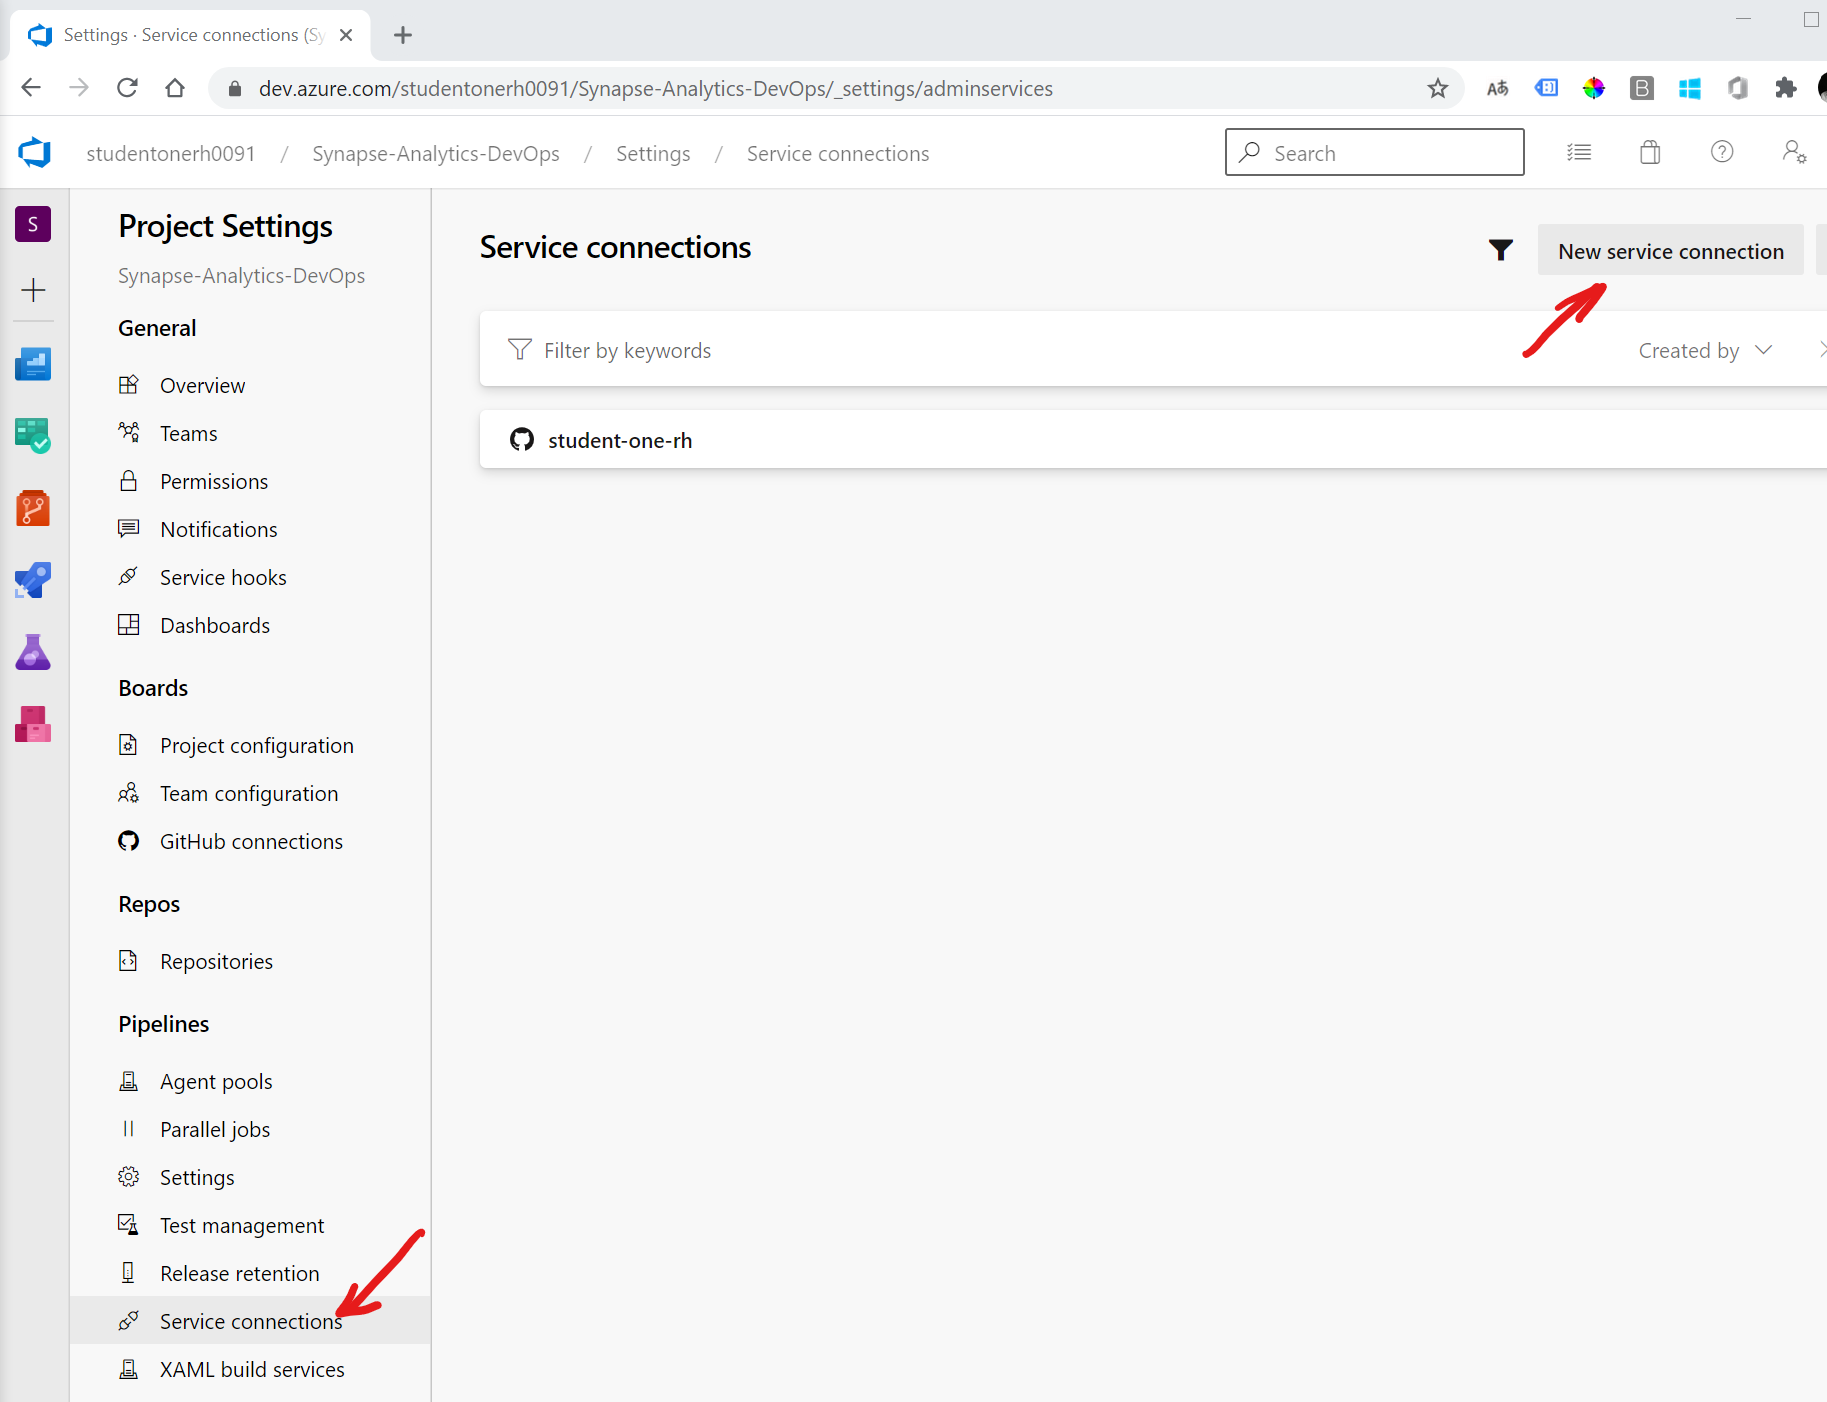 Settings · Service connections (Sy
dev.azure.com/studentonerh0091/Synapse-Analytics-DevOps/_settings/adminservices
Aあ
B
studentonerh0091 / Synapse-Analytics-DevOps / Settings / Service connections
Search
S
Project Settings
Synapse-Analytics-DevOps
General
Overview
Teams
Permissions
Notifications
Service hooks
Dashboards
Boards
Project configuration
Team configuration
GitHub connections
Repos
Repositories
Pipelines
Agent pools
Parallel jobs
Settings
Test management
Release retention
Service connections
XAML build services
Service connections
New service connection
Filter by keywords
Created by
student-one-rh